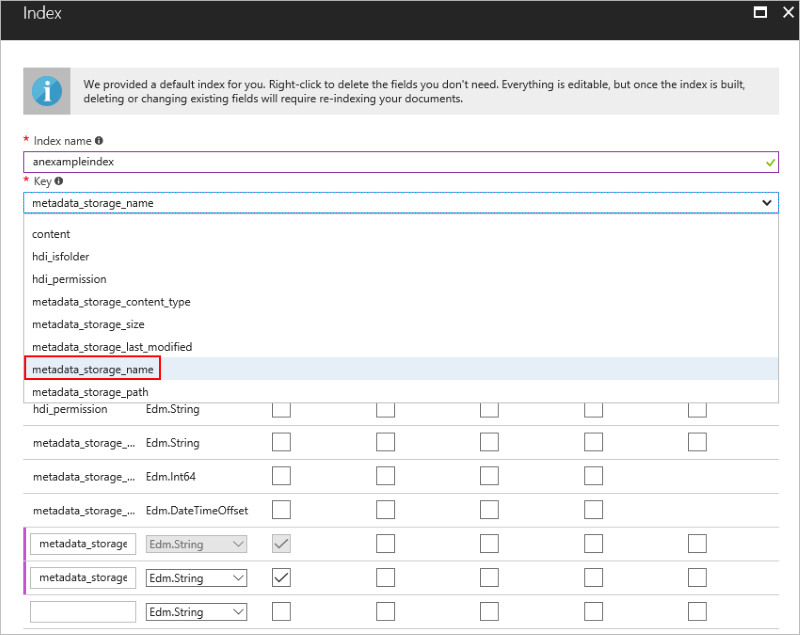 Index
We provided a default index for you. Right-click to delete the fields you don't need. Everything is editable, but once the index is built,
deleting or changing existing fields will require re-indexing your documents.
* Index name
anexampleindex
* Key
metadata_storage_name
content
hdi_isfolder
hdi_permission
metadata_storage_content_type
metadata_storage_size
metadata_storage_last_modified
metadata_storage_name
metadata_storage_path
hdi_permission Edm.String
metadata_storage_... Edm.String
metadata_storage_... Edm.Int64
metadata_storage_... Edm.DateTimeOffset
metadata_storage Edm.String
metadata_storage Edm.String
Edm.String